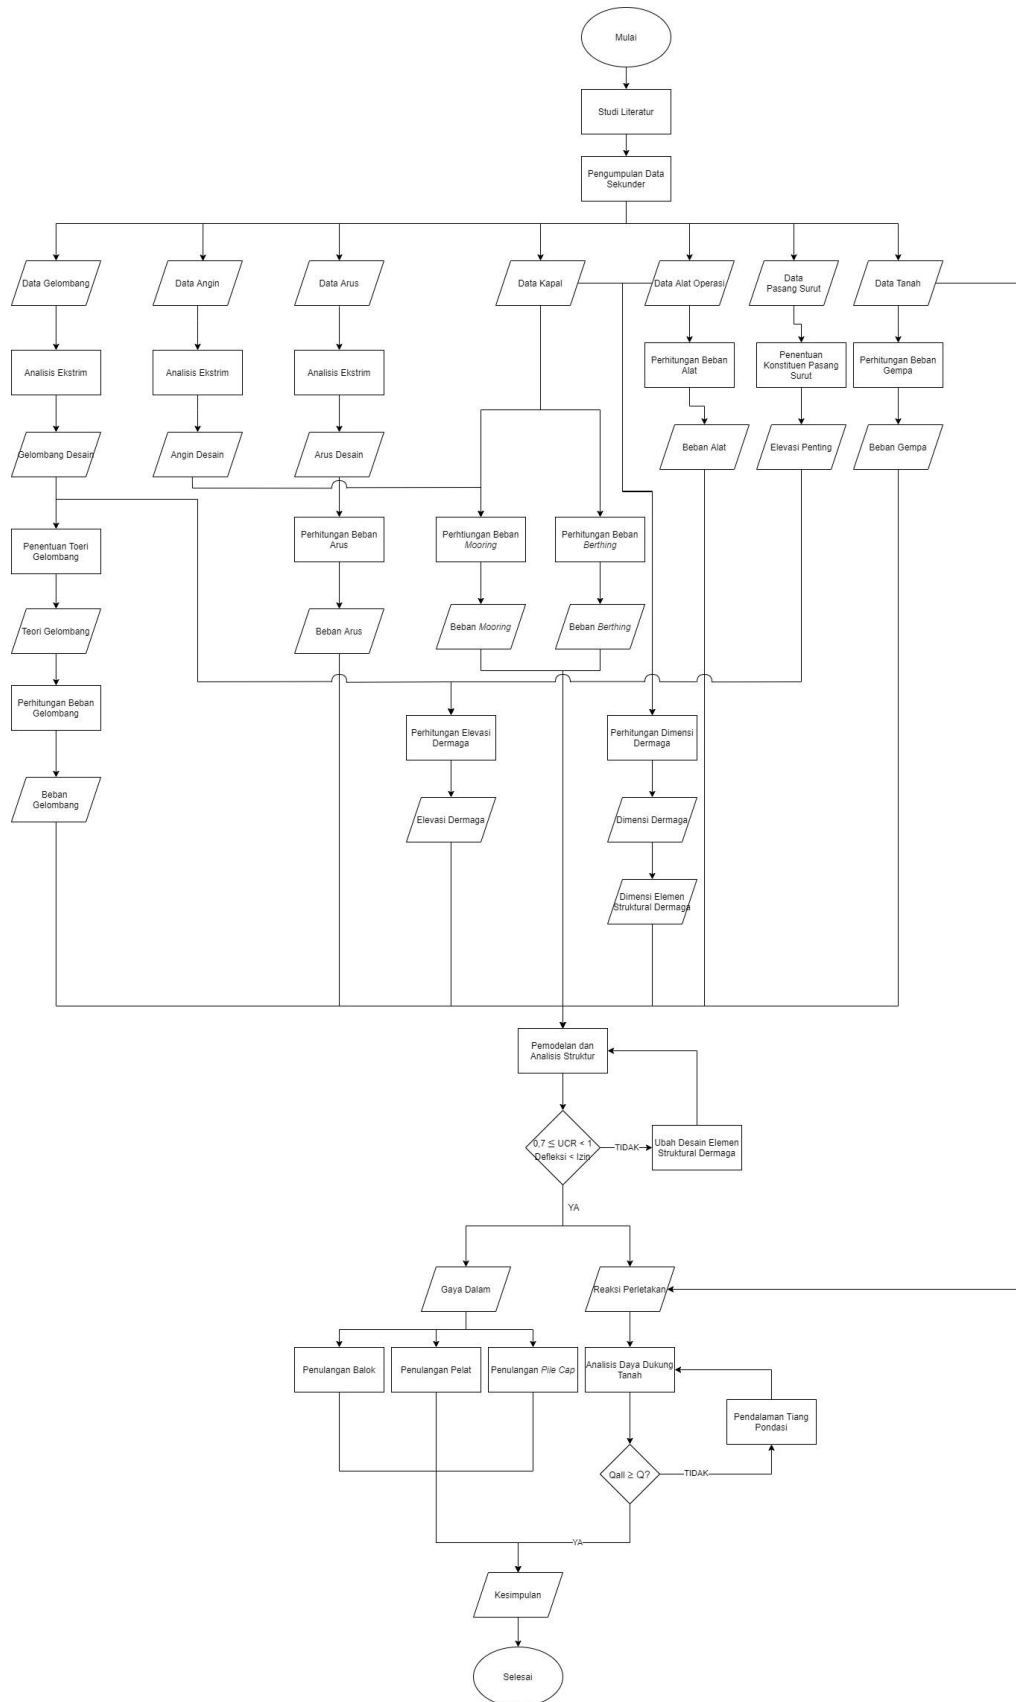 Mulai
Studi Literatur
Pengumpulan Data
Sekunder
Data Gelombang
Data Angin
Data Arus
Data Kapal
Data Alat Operasi
Data
Pasang Surut
Data Tanah
Analisis Ekstrim
Analisis Ekstrim
Analisis Ekstrim
Perhitungan Beban
Alat
Penentuan
Konstituen Pasang
Surut
Perhitungan Beban
Gempa
Gelombang Desain
Angin Desain
Arus Desain
Beban Alat
Elevasi Penting
Beban Gempa
Penentuan Toeri
Gelombang
Perhitungan Beban
Arus
Perhtiungan Beban
Mooring
Perhitungan Beban
Berthing
Teori Gelombang
Beban Arus
Beban Mooring
Beban Berthing
Perhitungan Beban
Gelombang
Perhitungan Elevasi
Dermaga
Perhitungan Dimensi
Dermaga
Beban
Gelombang
Elevasi Dermaga
Dimensi Dermaga
Dimensi Elemen
Struktural Dermaga
Pemodelan dan
Analisis Struktur
0,7 ≤ UCR < 1
Defleksi < Izin
TIDAK
Ubah Desain Elemen
Struktural Dermaga
YA
Gaya Dalam
Reaksi Perletakan
Penulangan Balok
Penulangan Pelat
Penulangan Pile Cap
Analisis Daya Dukung
Tanah
Pendalaman Tiang
Pondasi
Qall ≥ Q?
TIDAK
YA
Kesimpulan
Selesai